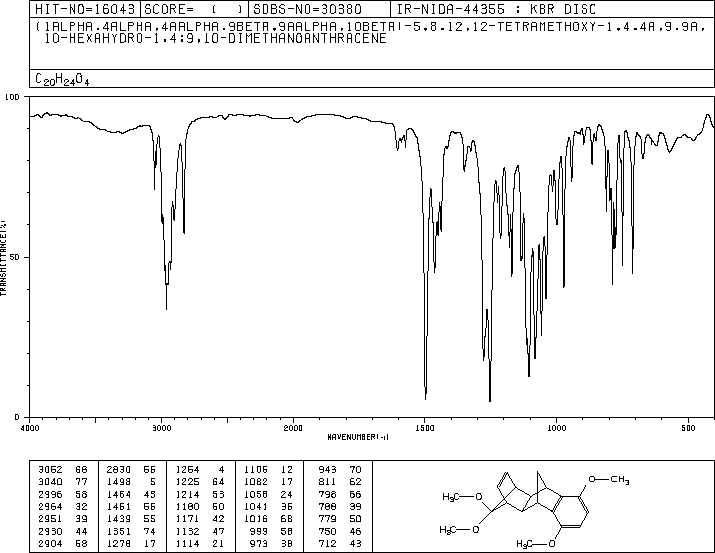 HIT-NO=16043 SCORE= ( ) SDBS-NO=30380 IR-NIDA-44355 : KBR DISC
(1ALPHA.4ALPHA,4AALPHA.9BETA.9AALPHA,10BETA)-5.8.12,12-TETRAMETHOXY-1.4.4A,9.9A,
10-HEXAHYDRO-1.4:9,10-DIMETHANOANTHRACENE
C20H24O4
100
50
0
TRANSMITTANCE(%)
4000 3000 2000 1500 1000 500
WAVENUMBER(-1)
3062 66 2830 55 1254 4 1106 12 943 70
3040 77 1498 5 1225 64 1082 17 811 62
2996 58 1464 43 1214 53 1058 24 798 56
2964 32 1451 55 1180 50 1041 36 788 39
2951 39 1439 55 1171 42 1016 68 779 50
2930 44 1351 74 1132 47 999 58 750 46
2904 58 1278 17 1114 21 973 38 712 43
O—CH3
H3C—O
H3C—O
H3C—O